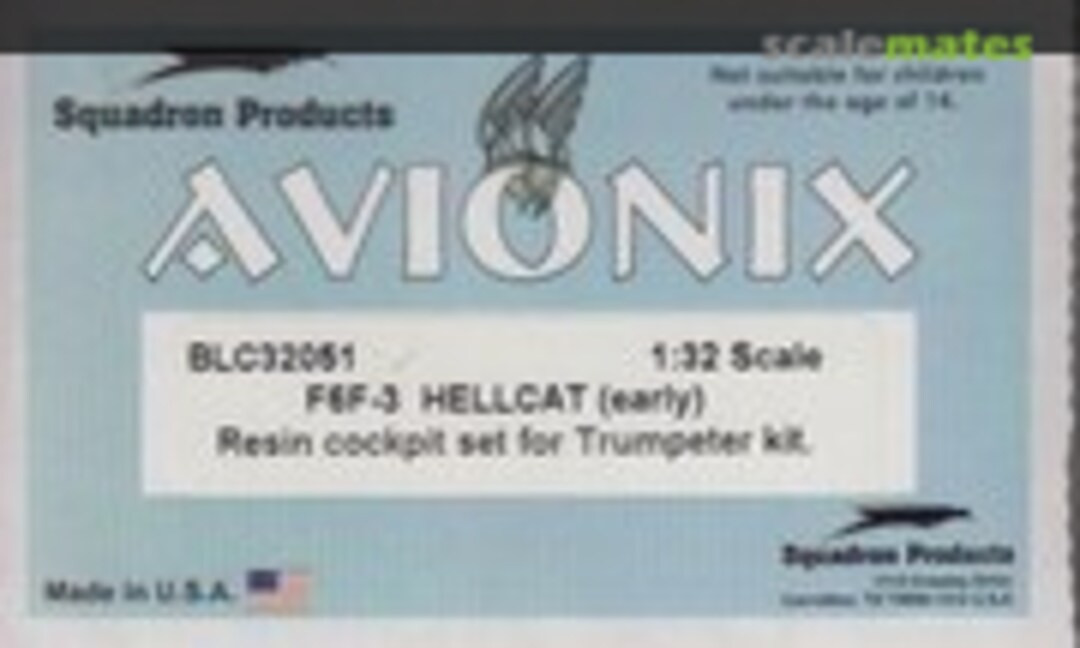 scalemates
Squadron Products
Not suitable for children
under the age of 14.
AVIONIX
BLC32051 1:32 Scale
F6F-3 HELLCAT (early)
Resin cockpit set for Trumpeter kit.
Made in U.S.A.
Squadron Products